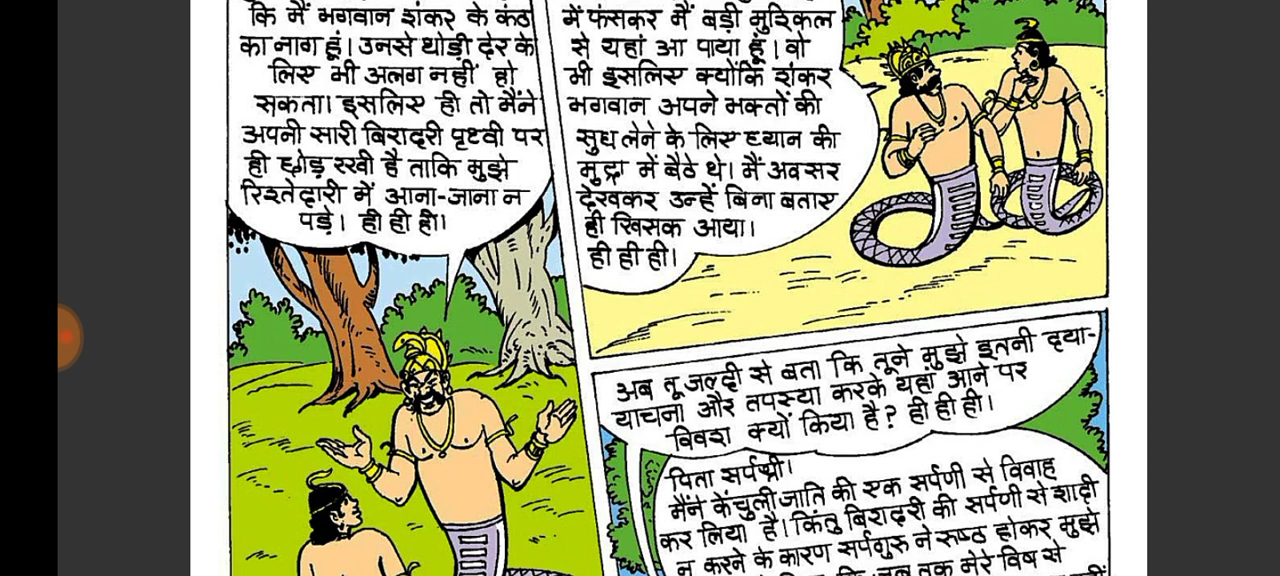 कि मैं भगवान शंकर के कंठ
का नाग हूं। उनसे थोड़ी देर के
लिए भी अलग नहीं हो
सकता। इसलिए ही तो मैंने
अपनी सारी बिरादरी पृथ्वी पर
ही छोड़ रखी है ताकि मुझे
रिश्तेदारी में आना-जाना न
पड़े। ही ही ही।
में फंसकर मैं बड़ी मुश्किल
से यहां आ पाया हूं। वो
भी इसलिए क्योंकि शंकर
भगवान अपने भक्तों की
सुध लेने के लिए ध्यान की
मुद्रा में बैठे थे। मैं अवसर
देखकर उन्हें बिना बताए
ही खिसक आया।
ही ही ही।
अब तू जल्दी से बता कि तूने मुझे इतनी दया-
याचना और तपस्या करके यहां आने पर
विवश क्यों किया है? ही ही ही।
पिता सर्पश्री।
मैंने केंचुली जाति की एक सर्पणी से विवाह
कर लिया है। किंतु बिरादरी की सर्पणी से शादी
न करने के कारण सर्पगुरु ने रुष्ठ होकर मुझे
कि जब तक मेरे विष से